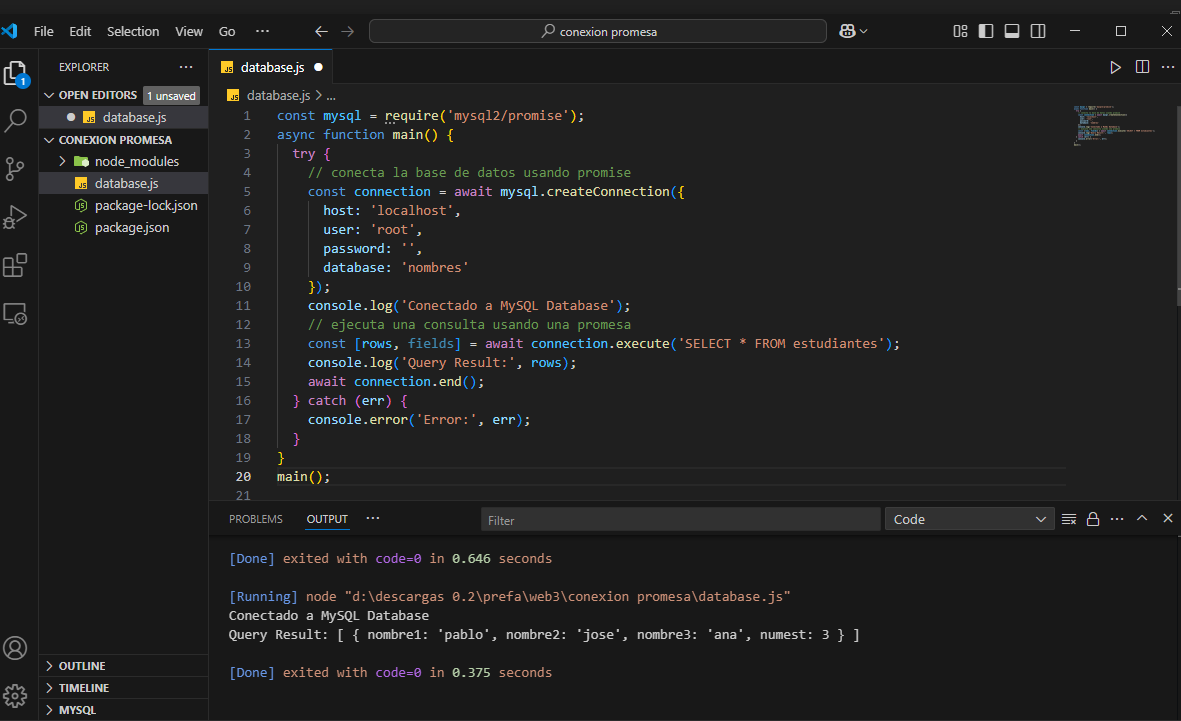 File Edit Selection View Go ··· conexion promesa
EXPLORER ···
OPEN EDITORS 1 unsaved
database.js
CONEXION PROMESA
node_modules
database.js
package-lock.json
package.json
OUTLINE
TIMELINE
MYSQL
1
database.js
database.js > ...
1 const mysql = require('mysql2/promise');
2 async function main() {
3 try {
4 // conecta la base de datos usando promise
5 const connection = await mysql.createConnection({
6 host: 'localhost',
7 user: 'root',
8 password: '',
9 database: 'nombres'
10 });
11 console.log('Conectado a MySQL Database');
12 // ejecuta una consulta usando una promesa
13 const [rows, fields] = await connection.execute('SELECT * FROM estudiantes');
14 console.log('Query Result:', rows);
15 await connection.end();
16 } catch (err) {
17 console.error('Error:', err);
18 }
19 }
20 main();
21
PROBLEMS OUTPUT ··· Filter Code
[Done] exited with code=0 in 0.646 seconds
[Running] node "d:\descargas 0.2\prefa\web3\conexion promesa\database.js"
Conectado a MySQL Database
Query Result: [ { nombre1: 'pablo', nombre2: 'jose', nombre3: 'ana', numest: 3 } ]
[Done] exited with code=0 in 0.375 seconds